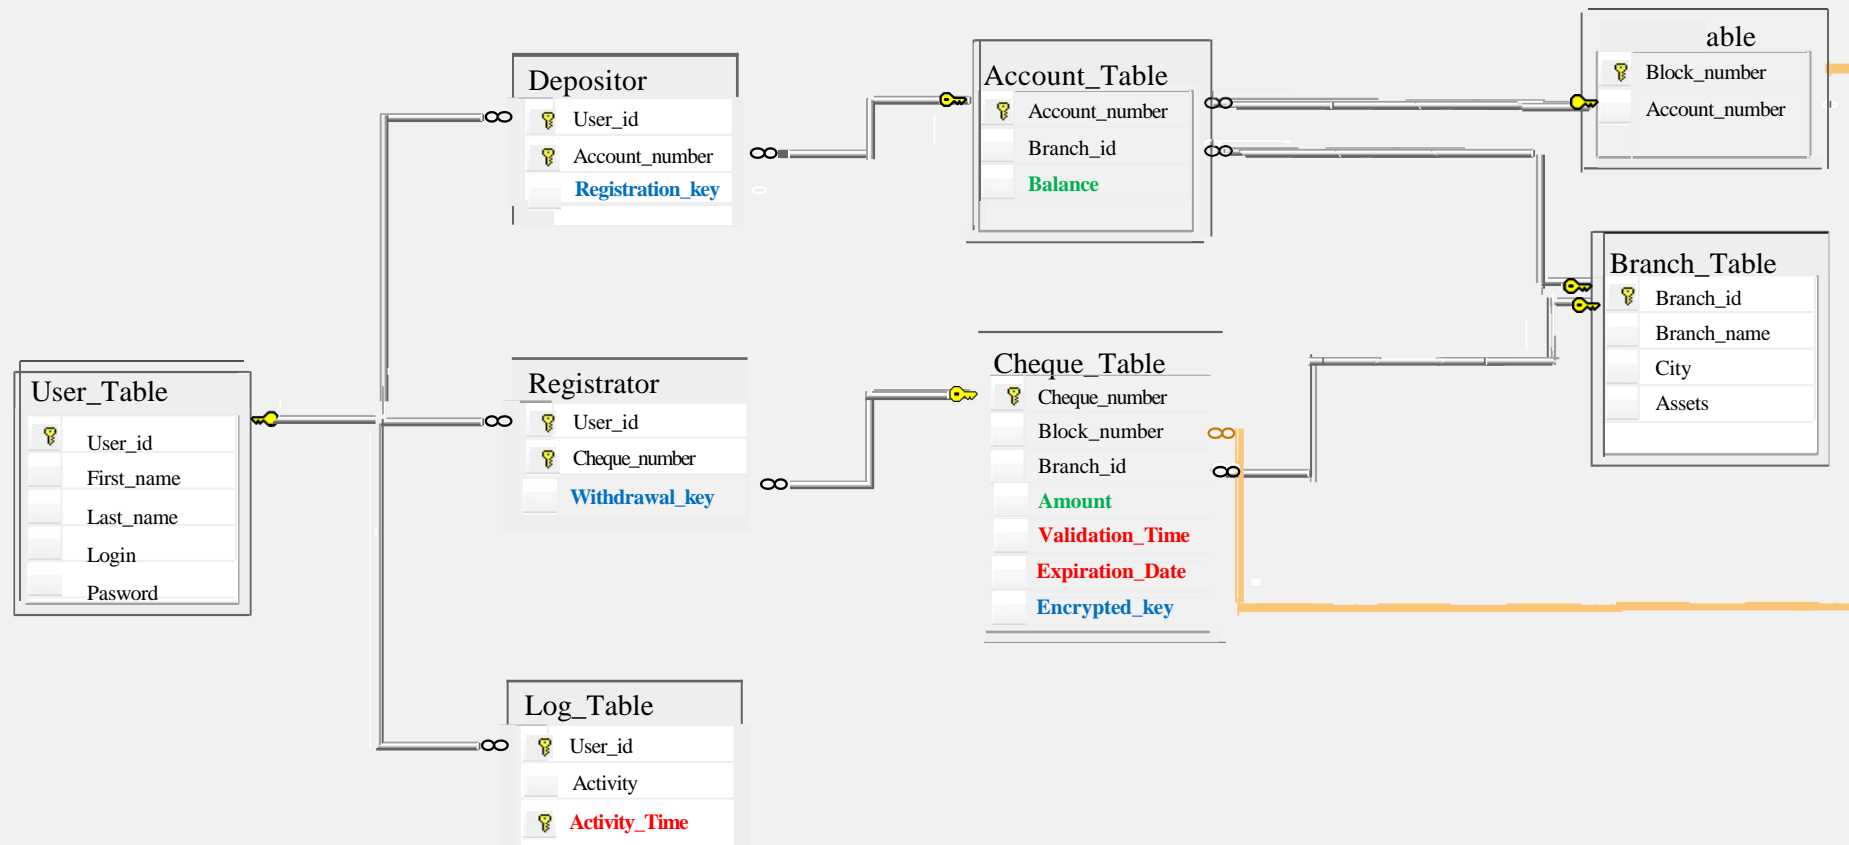 Depositor
User_id
Account_number
Registration_key
Account_Table
Account_number
Branch_id
Balance
able
Block_number
Account_number
Branch_Table
Branch_id
Branch_name
City
Assets
User_Table
User_id
First_name
Last_name
Login
Pasword
Registrator
User_id
Cheque_number
Withdrawal_key
Cheque_Table
Cheque_number
Block_number
Branch_id
Amount
Validation_Time
Expiration_Date
Encrypted_key
Log_Table
User_id
Activity
Activity_Time